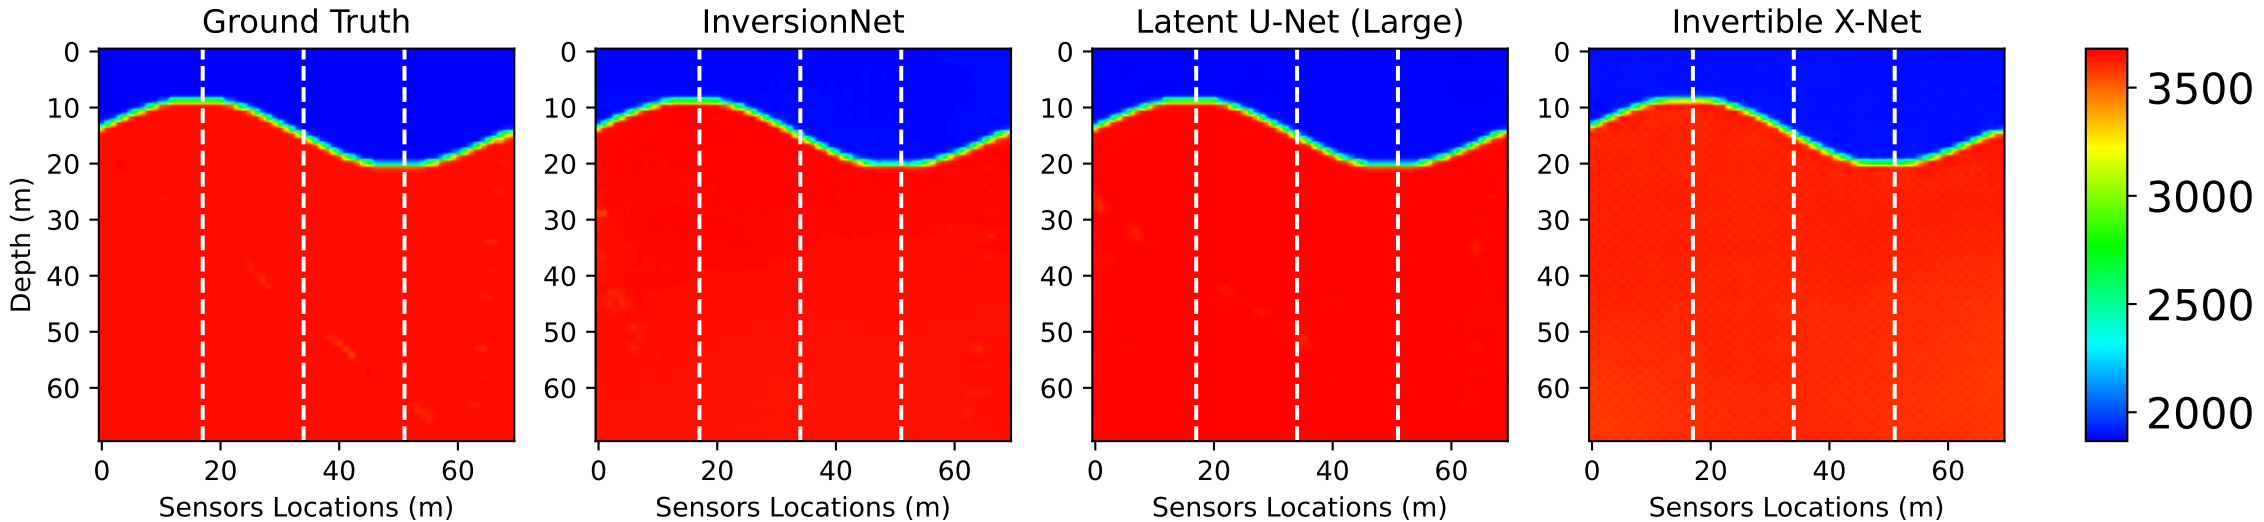 Ground Truth
InversionNet
Latent U-Net (Large)
Invertible X-Net
Depth (m)
0
10
20
30
40
50
60
0 20 40 60
Sensors Locations (m)
0
10
20
30
40
50
60
0 20 40 60
Sensors Locations (m)
0
10
20
30
40
50
60
0 20 40 60
Sensors Locations (m)
0
10
20
30
40
50
60
0 20 40 60
Sensors Locations (m)
3500
3000
2500
2000